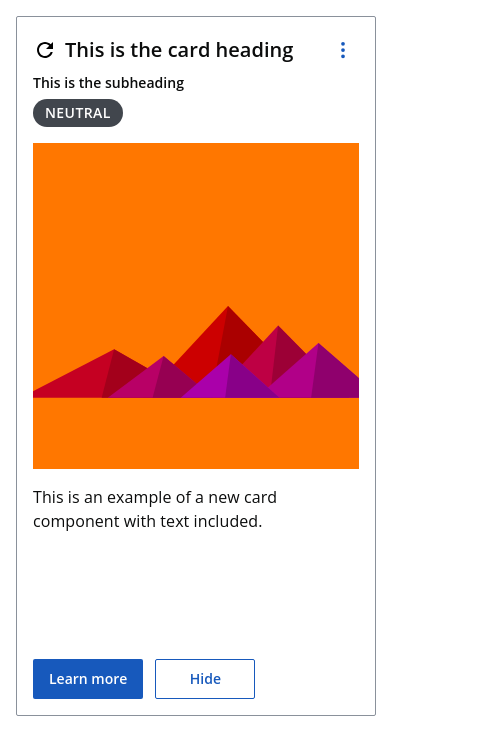 This is the card heading
This is the subheading
NEUTRAL
This is an example of a new card
component with text included.
Learn more
Hide